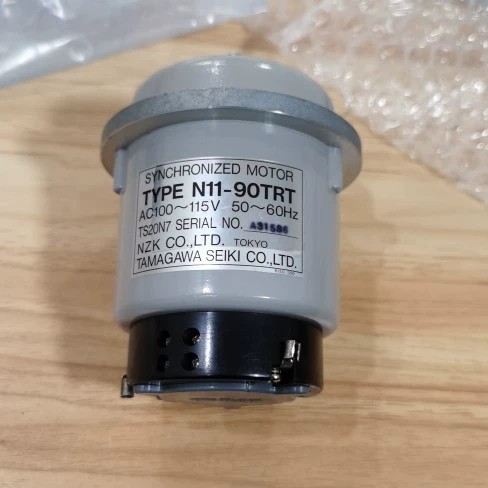 SYNCHRONIZED MOTOR
TYPE N11-90TRT
AC100~115V 50~60Hz
TS20N7 SERIAL NO. A31586
NZK CO.,LTD. TOKYO
TAMAGAWA SEIKI CO.,LTD.